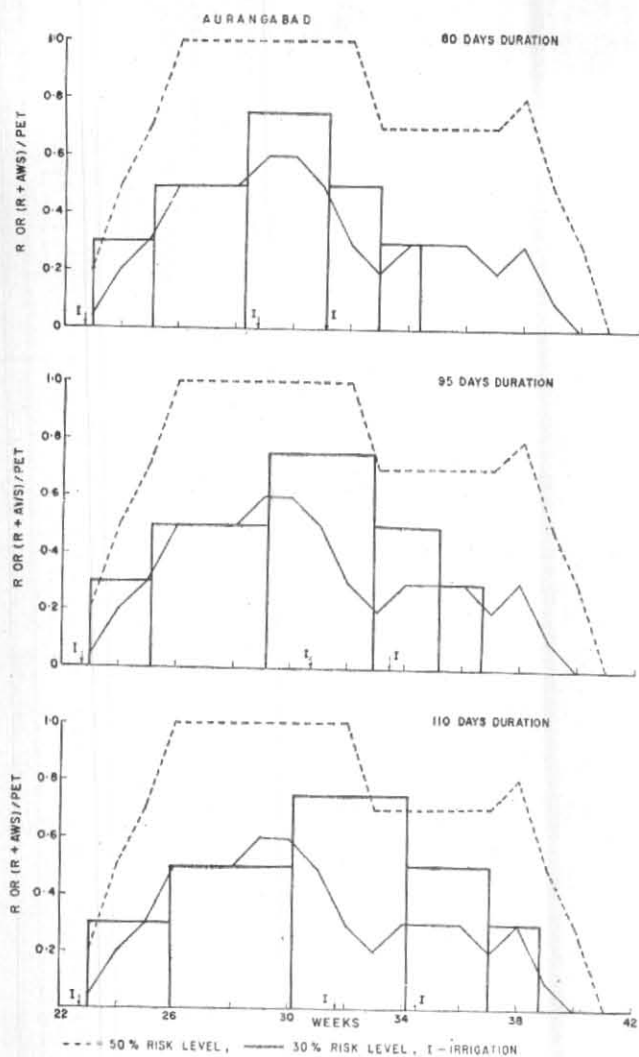 AURANGABAD
80 DAYS DURATION
R OR (R + AWS) / PET
1·0
0·8
0·6
0·4
0·2
0
I
I
I
95 DAYS DURATION
R OR (R + AWS) / PET
1·0
0·8
0·6
0·4
0·2
0
I
I
I
110 DAYS DURATION
R OR (R + AWS) / PET
1·0
0·8
0·6
0·4
0·2
I
I
I
22 26 30 34 38 42
WEEKS
---- 50% RISK LEVEL, —— 30% RISK LEVEL, I – IRRIGATION